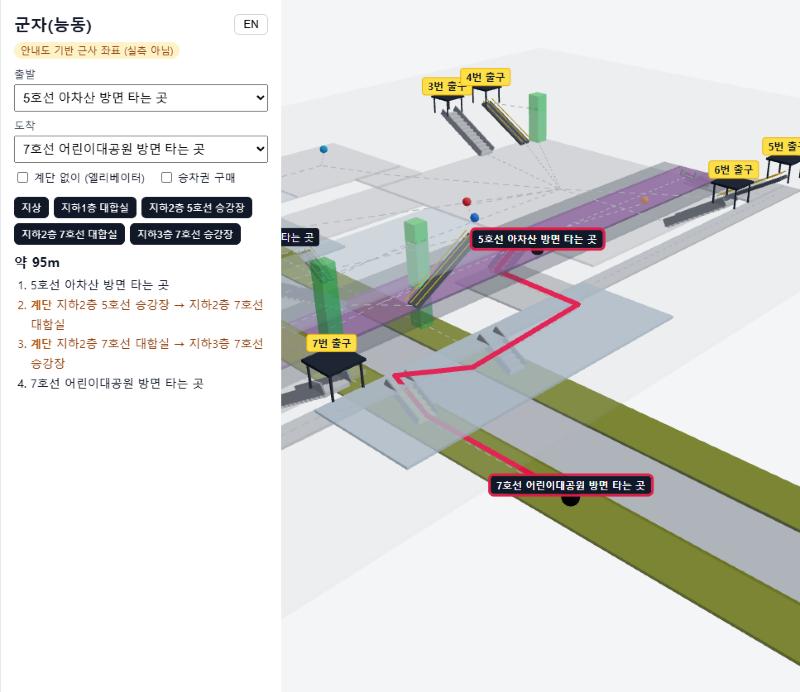 군자(능동)
EN
안내도 기반 근사 좌표 (실측 아님)
출발
5호선 아차산 방면 타는 곳
도착
7호선 어린이대공원 방면 타는 곳
계단 없이 (엘리베이터)
승차권 구매
지상
지하1층 대합실
지하2층 5호선 승강장
지하2층 7호선 대합실
지하3층 7호선 승강장
약 95m
1. 5호선 아차산 방면 타는 곳
2. 계단 지하2층 5호선 승강장 → 지하2층 7호선
대합실
3. 계단 지하2층 7호선 대합실 → 지하3층 7호선
승강장
4. 7호선 어린이대공원 방면 타는 곳
3번 출구
4번 출구
5번 출구
6번 출구
타는 곳
5호선 아차산 방면 타는 곳
7번 출구
7호선 어린이대공원 방면 타는 곳